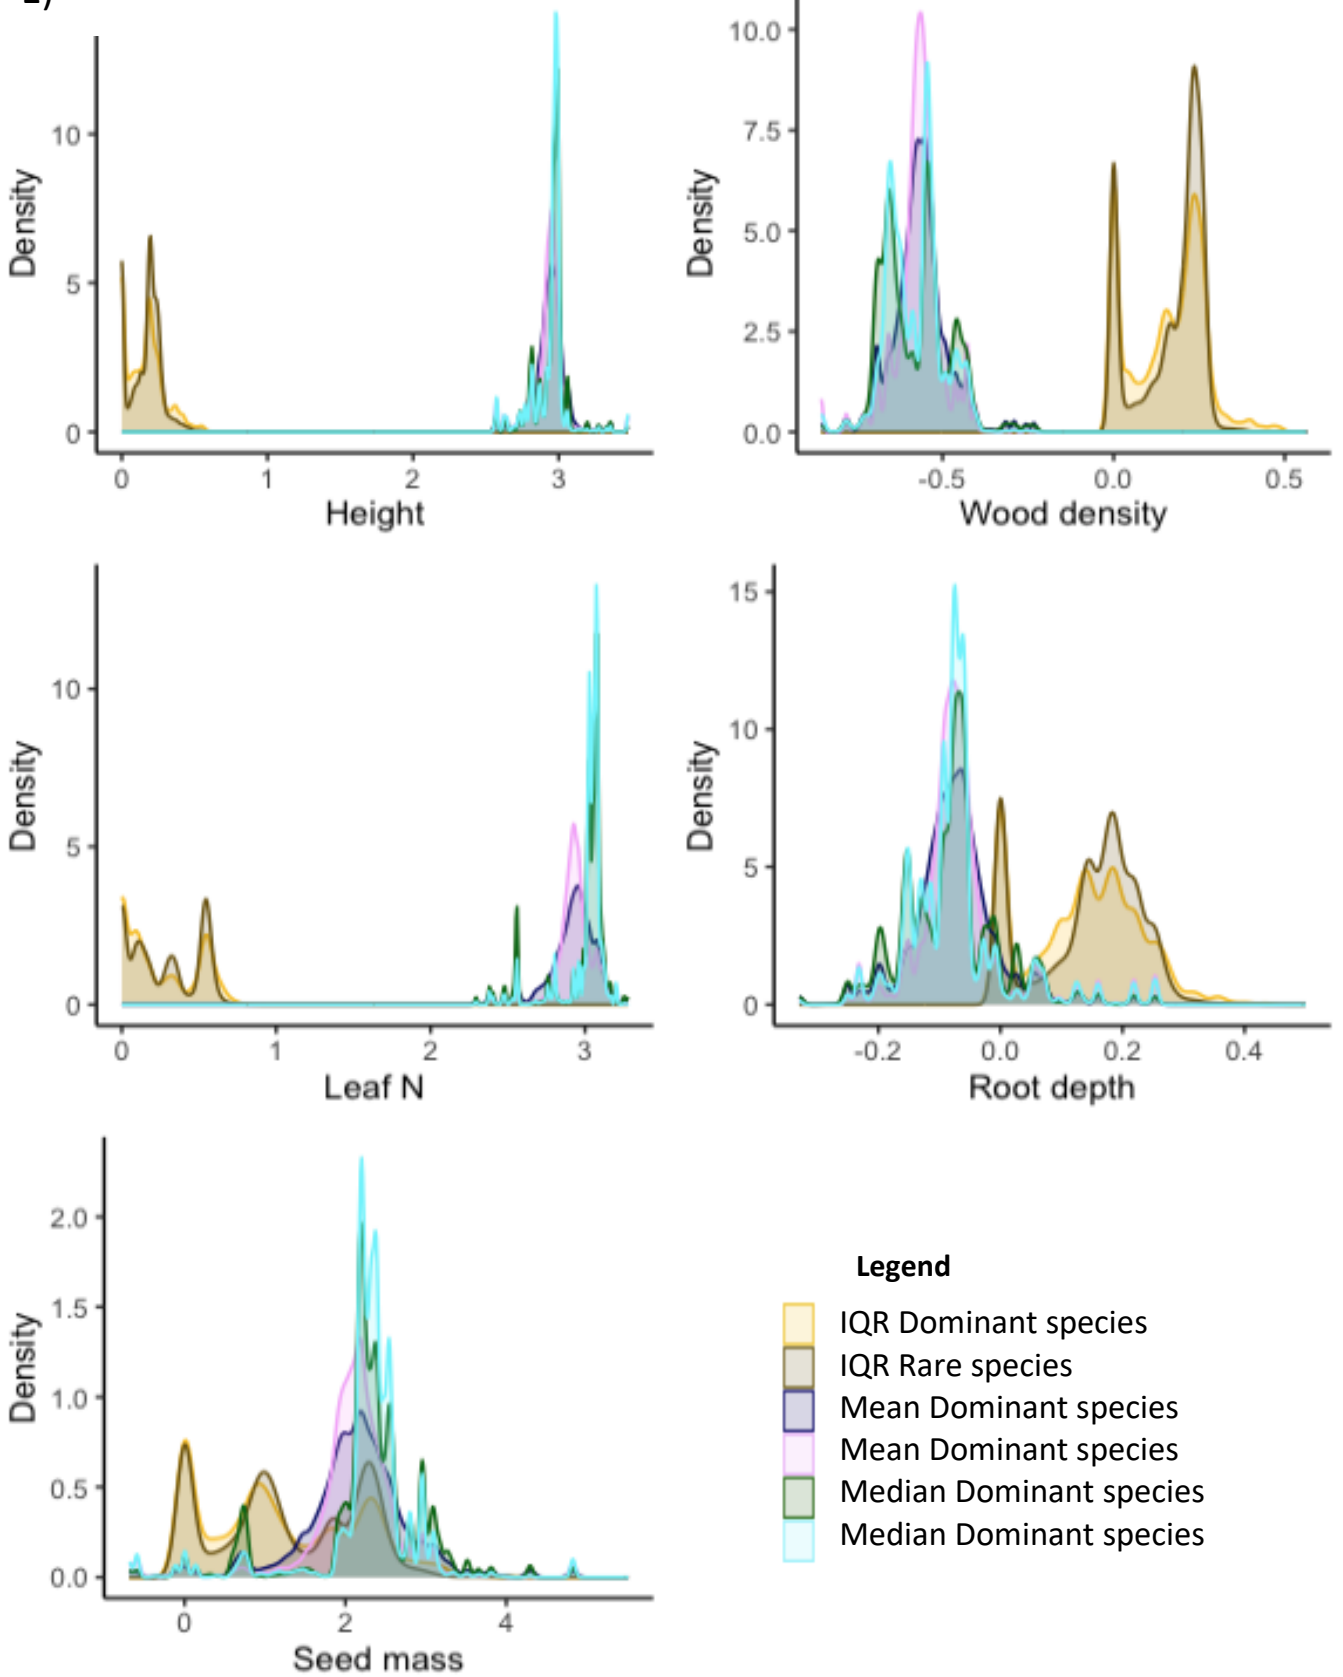 Density
10
5
0
0 1 2 3
Height
Density
10.0
7.5
5.0
2.5
0.0
-0.5 0.0 0.5
Wood density
Density
10
5
0
0 1 2 3
Leaf N
Density
15
10
5
0
-0.2 0.0 0.2 0.4
Root depth
Density
2.0
1.5
1.0
0.5
0.0
0 2 4
Seed mass
Legend
IQR Dominant species
IQR Rare species
Mean Dominant species
Mean Dominant species
Median Dominant species
Median Dominant species